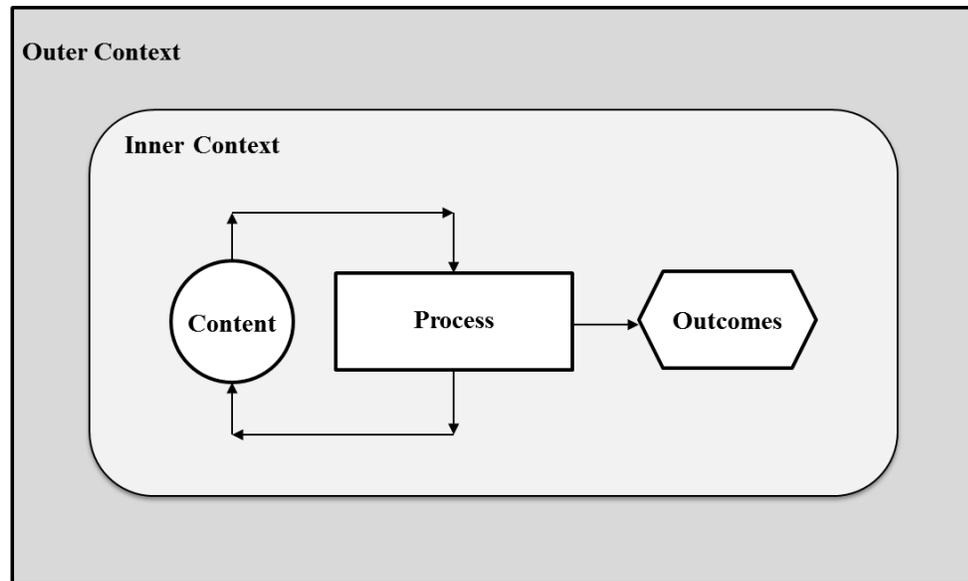 Outer Context
Inner Context
Content
Process
Outcomes